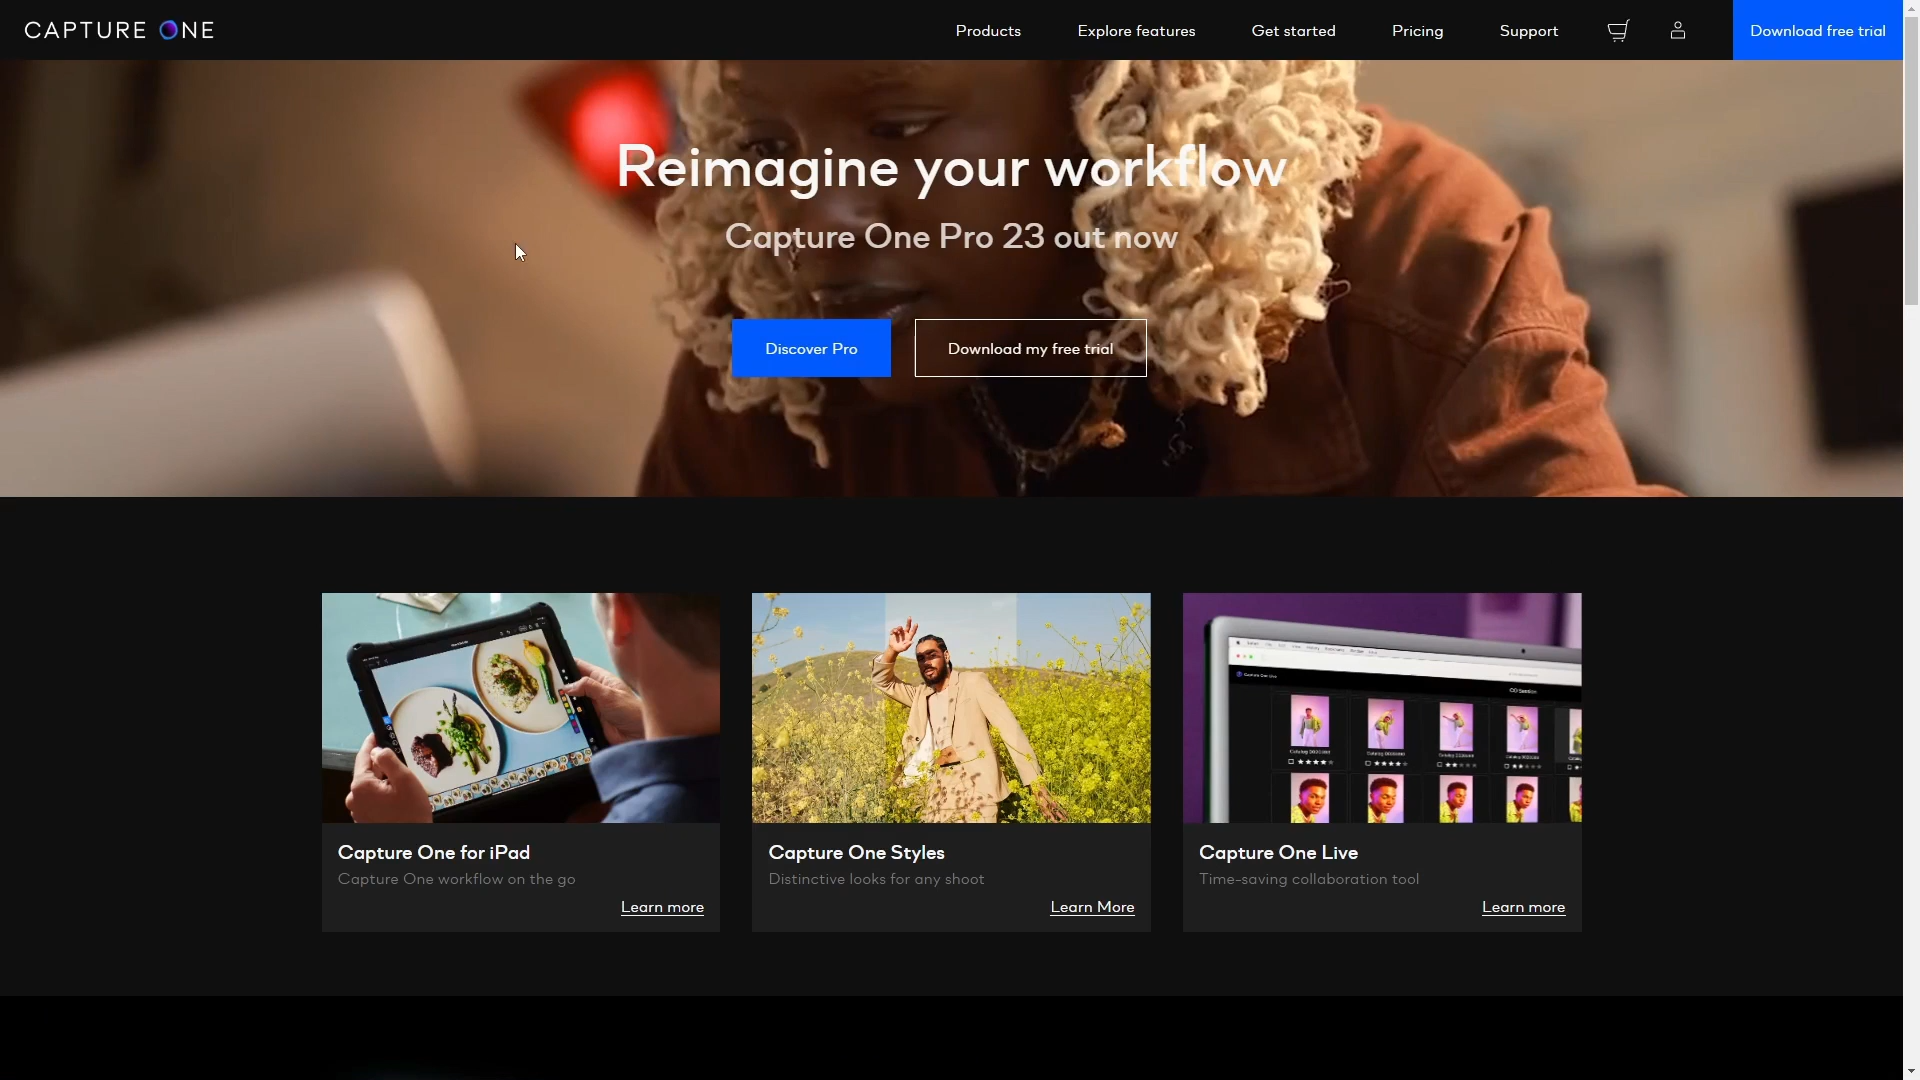 CAPTURE ONE
Products
Explore features
Get started
Pricing
Support
Download free trial
Reimagine your workflow
Capture One Pro 23 out now
Discover Pro
Download my free trial
Capture One for iPad
Capture One workflow on the go
Learn more
Capture One Styles
Distinctive looks for any shoot
Learn More
Capture One Live
Time-saving collaboration tool
Learn more